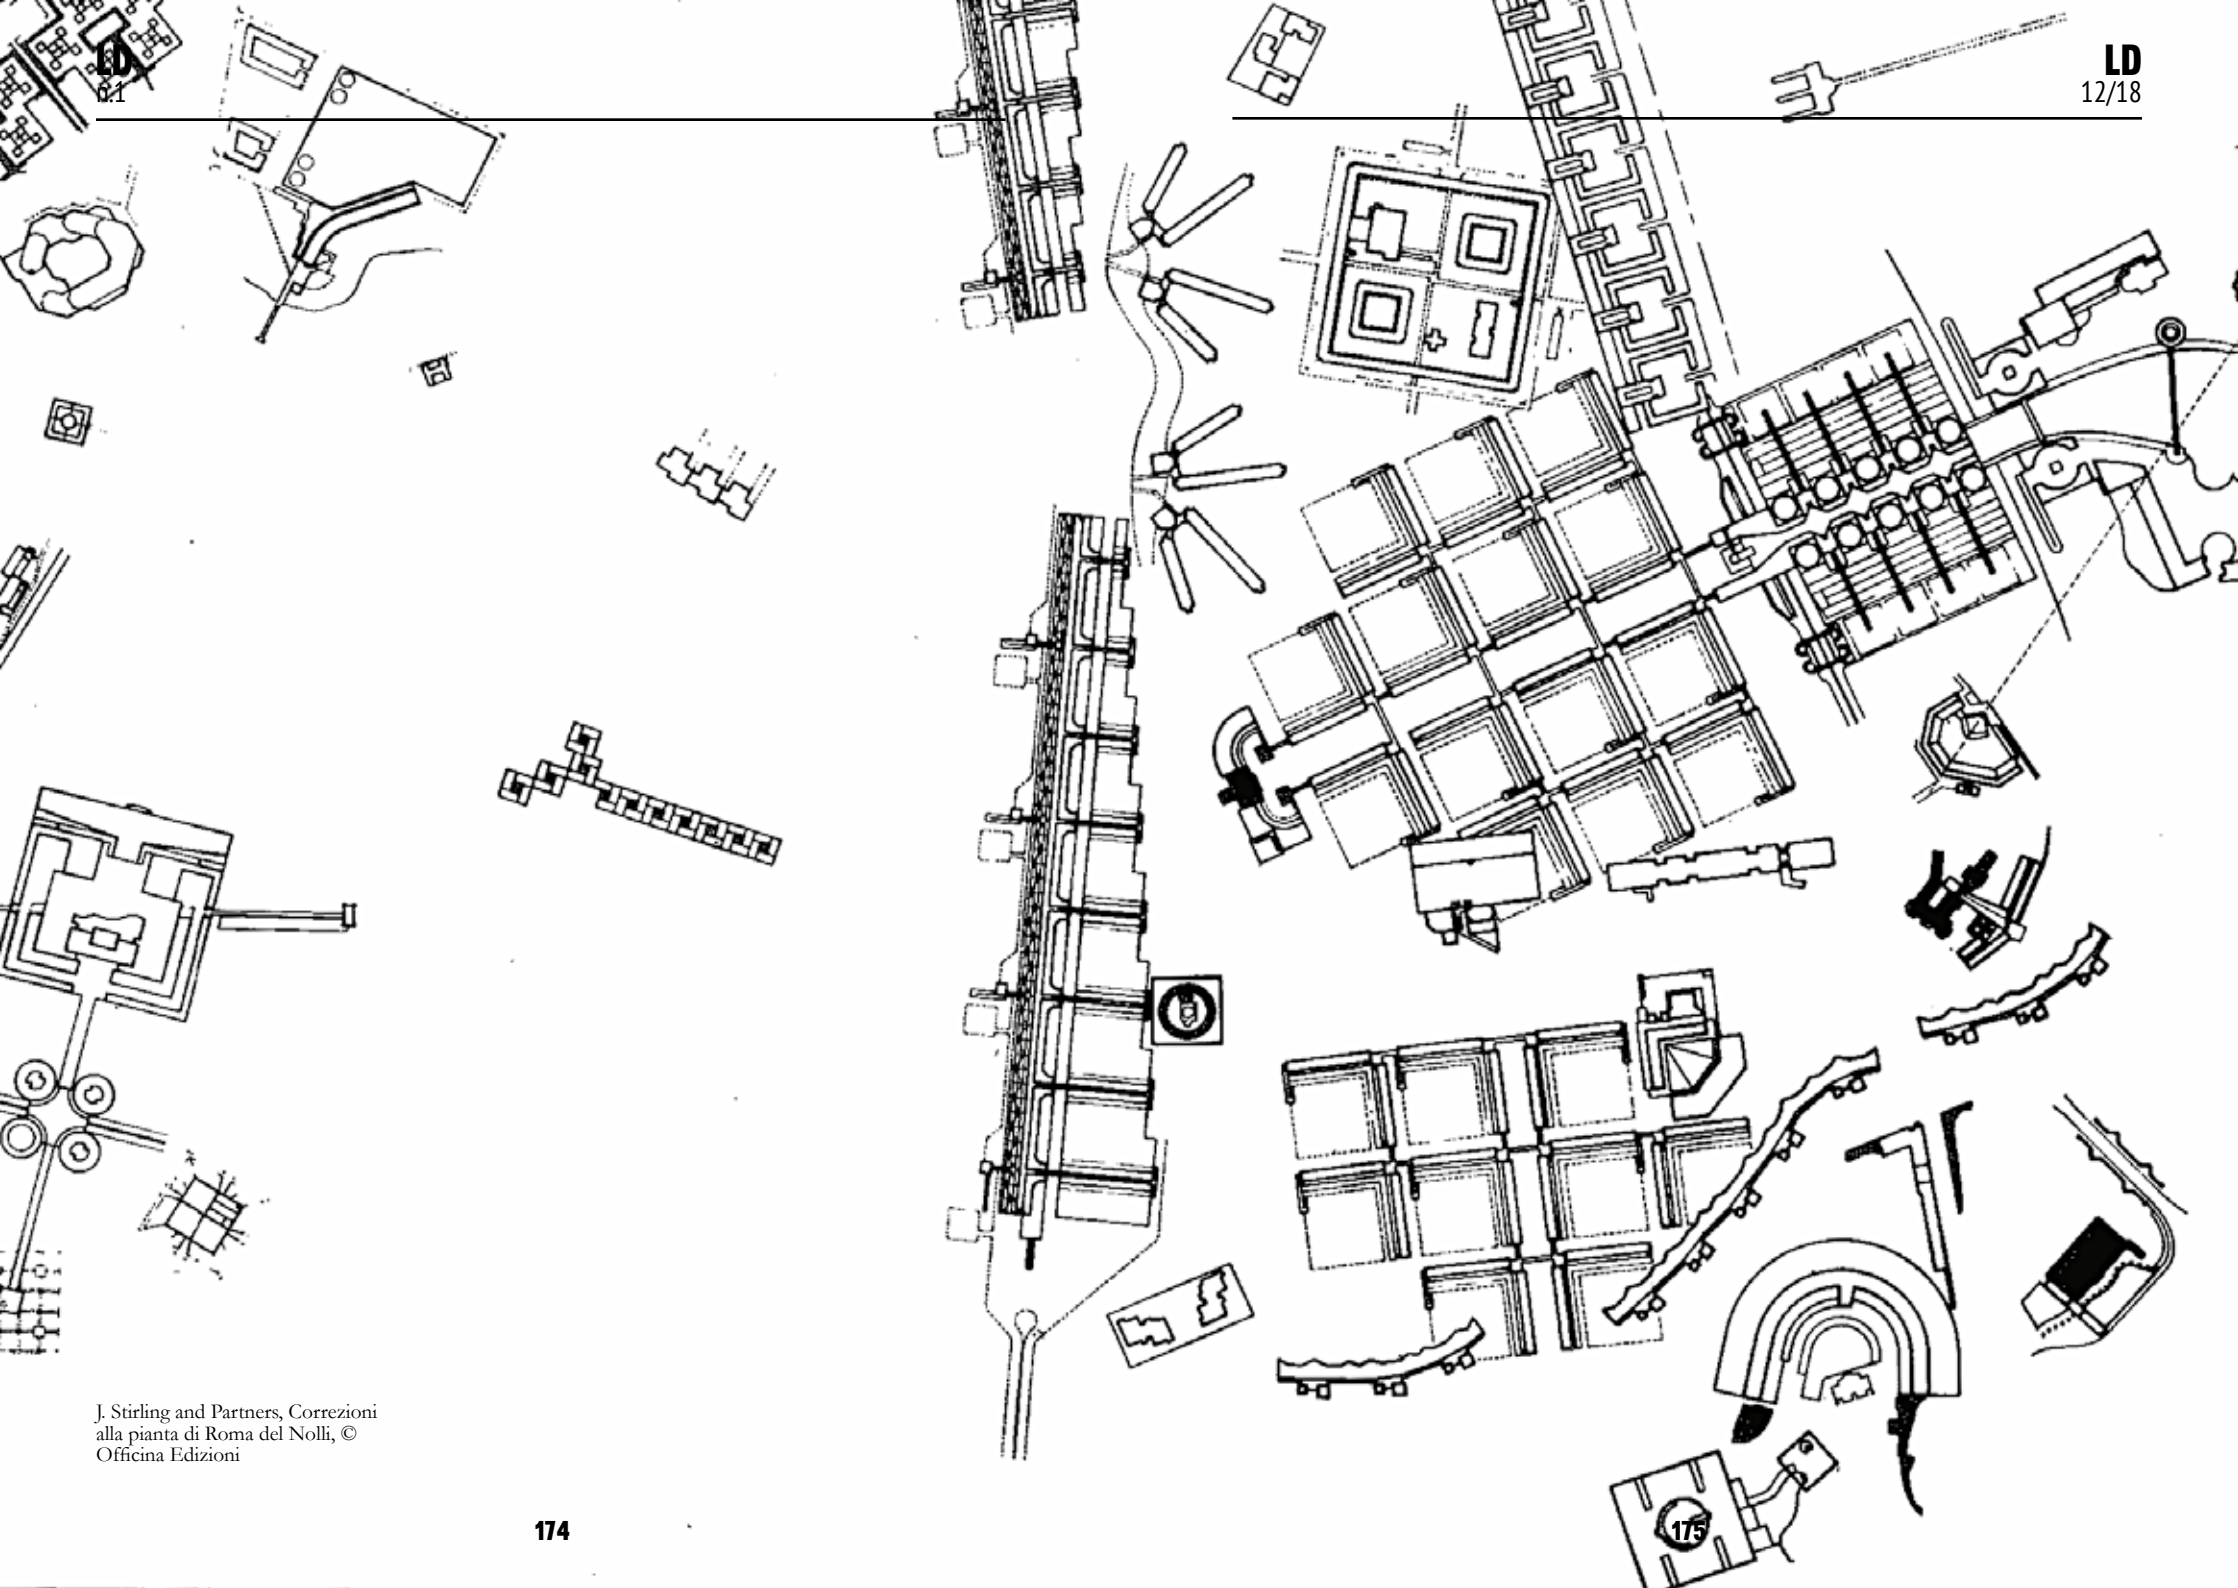 LD
n.1
LD
12/18
J. Stirling and Partners, Correzioni
alla pianta di Roma del Nolli, ©
Officina Edizioni
174
175